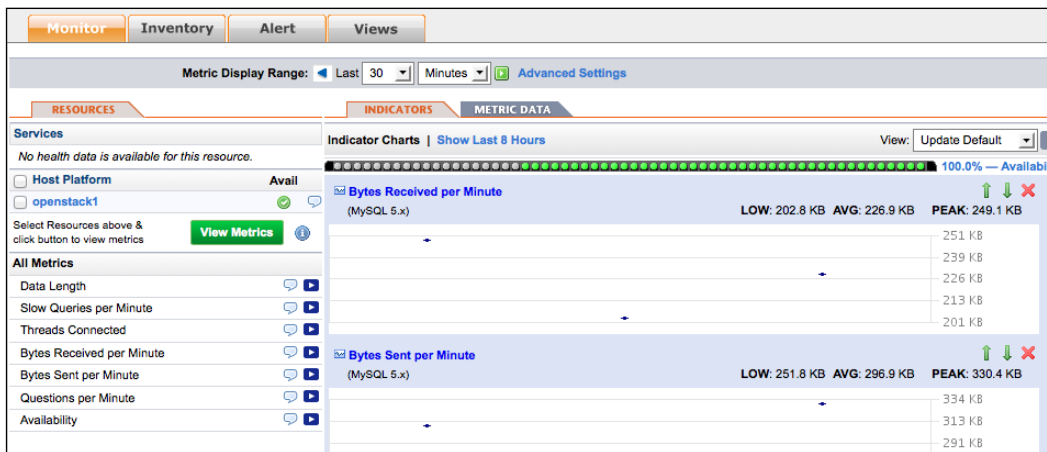 Monitor Inventory Alert Views
Metric Display Range: Last 30 Minutes Advanced Settings
RESOURCES
Services
No health data is available for this resource.
Host Platform Avail
openstack1
Select Resources above &
click button to view metrics
View Metrics
All Metrics
Data Length
Slow Queries per Minute
Threads Connected
Bytes Received per Minute
Bytes Sent per Minute
Questions per Minute
Availability
INDICATORS METRIC DATA
Indicator Charts | Show Last 8 Hours View: Update Default
100.0% — Availabi
Bytes Received per Minute
(MySQL 5.x) LOW: 202.8 KB AVG: 226.9 KB PEAK: 249.1 KB
251 KB
239 KB
226 KB
213 KB
201 KB
Bytes Sent per Minute
(MySQL 5.x) LOW: 251.8 KB AVG: 296.9 KB PEAK: 330.4 KB
334 KB
313 KB
291 KB